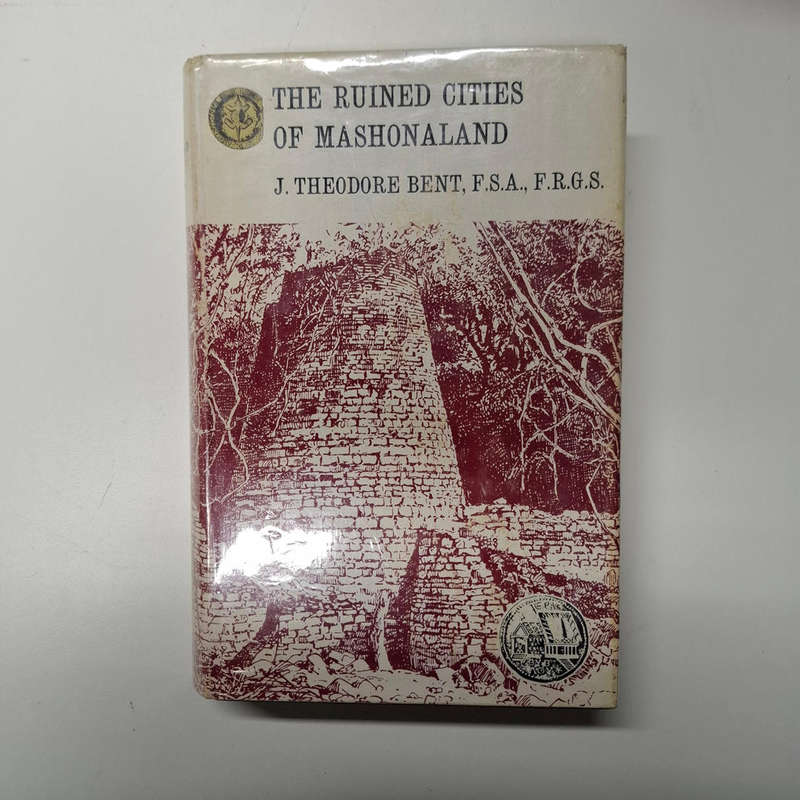 THE RUINED CITIES
OF MASHONALAND
J. THEODORE BENT, F.S.A., F.R.G.S.